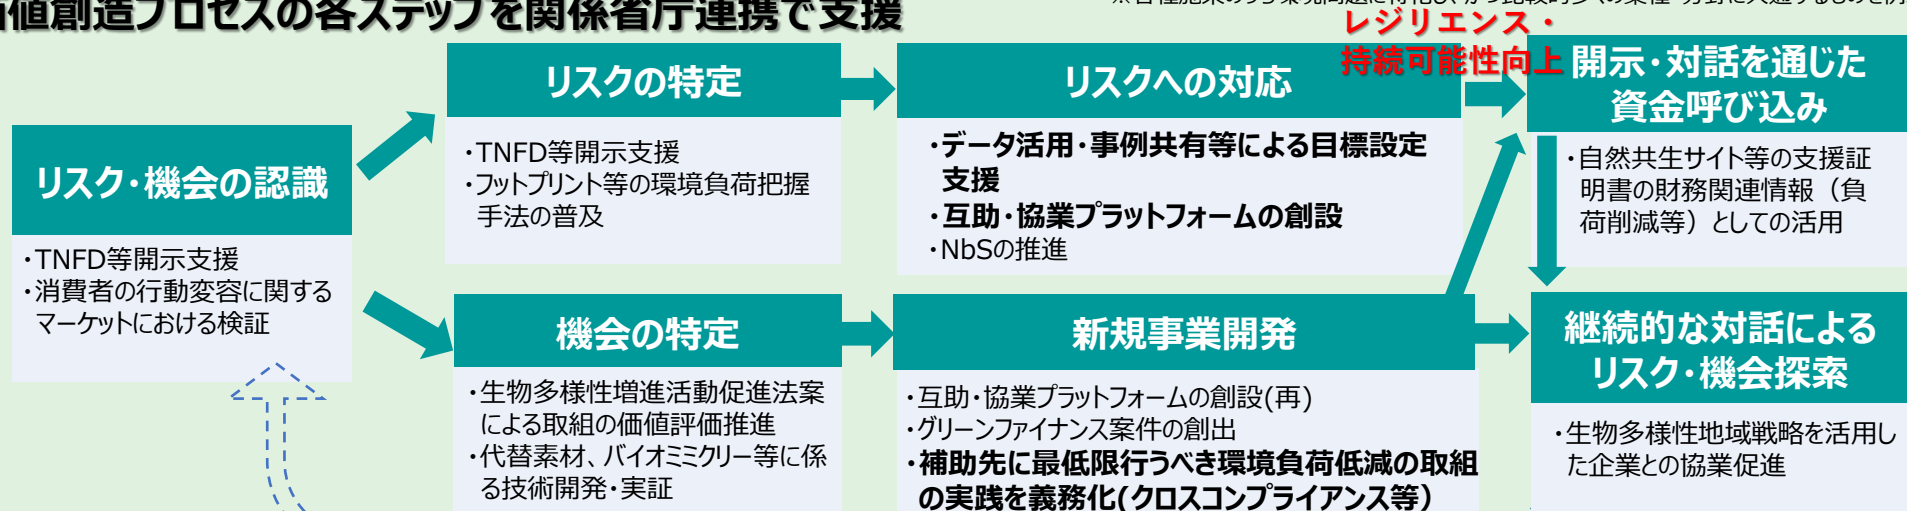 価値創造プロセスの各ステップを関係省庁連携で支援
レジリエンス・
持続可能性向上
リスク・機会の認識
・TNFD等開示支援
・消費者の行動変容に関する
マーケットにおける検証
リスクの特定
・TNFD等開示支援
・フットプリント等の環境負荷把握
手法の普及
リスクへの対応
・データ活用・事例共有等による目標設定
支援
・互助・協業プラットフォームの創設
・NbSの推進
開示・対話を通じた
資金呼び込み
・自然共生サイト等の支援証
明書の財務関連情報（負
荷削減等）としての活用
機会の特定
・生物多様性増進活動促進法案
による取組の価値評価推進
・代替素材、バイオミミクリー等に係
る技術開発・実証
新規事業開発
・互助・協業プラットフォームの創設(再)
・グリーンファイナンス案件の創出
・補助先に最低限行うべき環境負荷低減の取組
の実践を義務化(クロスコンプライアンス等）
継続的な対話による
リスク・機会探索
・生物多様性地域戦略を活用し
た企業との協業促進